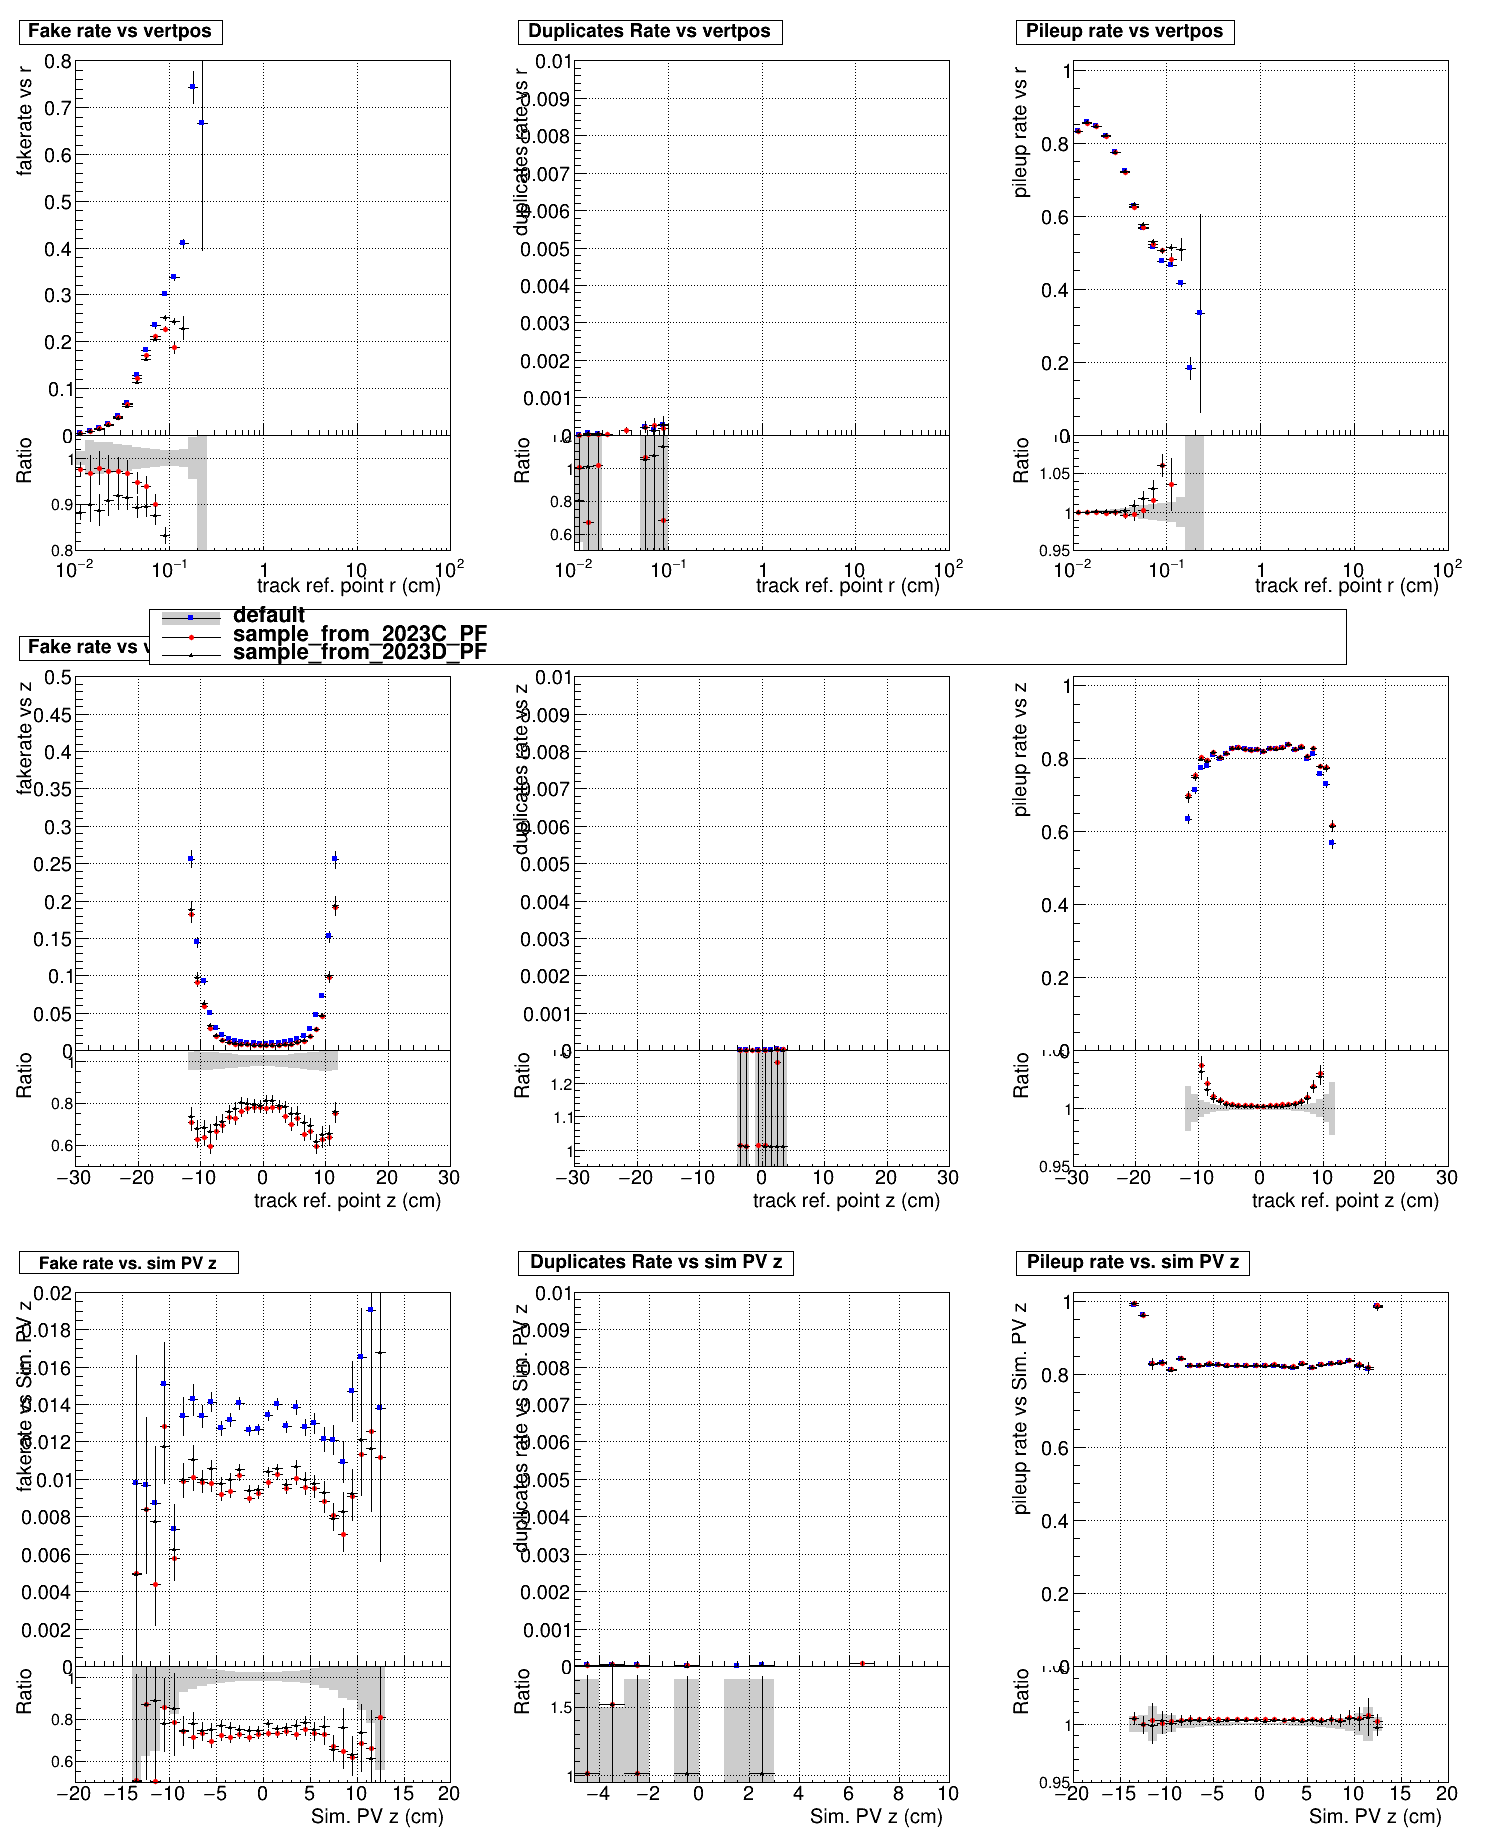 Fake rate vs vertpos
Duplicates Rate vs vertpos
Pileup rate vs vertpos
fakerate vs r
0.8
0.7
0.6
0.5
0.4
0.3
0.2
0.1
0
Ratio
1
0.9
0.8
10⁻² 10⁻¹ 1 10 10²
track ref. point r (cm)
duplicates rate vs r
0.01
0.009
0.008
0.007
0.006
0.005
0.004
0.003
0.002
0.001
0
Ratio
1
0.8
0.6
10⁻² 10⁻¹ 1 10 10²
track ref. point r (cm)
pileup rate vs r
1
0.8
0.6
0.4
0.2
Ratio
1.05
1
0.95
10⁻² 10⁻¹ 1 10 10²
track ref. point r (cm)
default
sample_from_2023C_PF
sample_from_2023D_PF
Fake rate vs v
fakerate vs z
0.5
0.45
0.4
0.35
0.3
0.25
0.2
0.15
0.1
0.05
0
Ratio
1
0.8
0.6
−30 −20 −10 0 10 20 30
track ref. point z (cm)
duplicates rate vs z
0.01
0.009
0.008
0.007
0.006
0.005
0.004
0.003
0.002
0.001
0
Ratio
1.2
1.1
1
−30 −20 −10 0 10 20 30
track ref. point z (cm)
pileup rate vs z
1
0.8
0.6
0.4
0.2
0
Ratio
1
0.95
−30 −20 −10 0 10 20 30
track ref. point z (cm)
Fake rate vs. sim PV z
Duplicates Rate vs sim PV z
Pileup rate vs. sim PV z
fakerate vs Sim. PV z
0.02
0.018
0.016
0.014
0.012
0.01
0.008
0.006
0.004
0.002
0
Ratio
1
0.8
0.6
−20 −15 −10 −5 0 5 10 15 20
Sim. PV z (cm)
duplicates rate vs Sim. PV z
0.01
0.009
0.008
0.007
0.006
0.005
0.004
0.003
0.002
0.001
0
Ratio
1.5
1
−4 −2 0 2 4 6 8 10
Sim. PV z (cm)
pileup rate vs Sim. PV z
1
0.8
0.6
0.4
0.2
0
Ratio
1
0.95
−20 −15 −10 −5 0 5 10 15 20
Sim. PV z (cm)